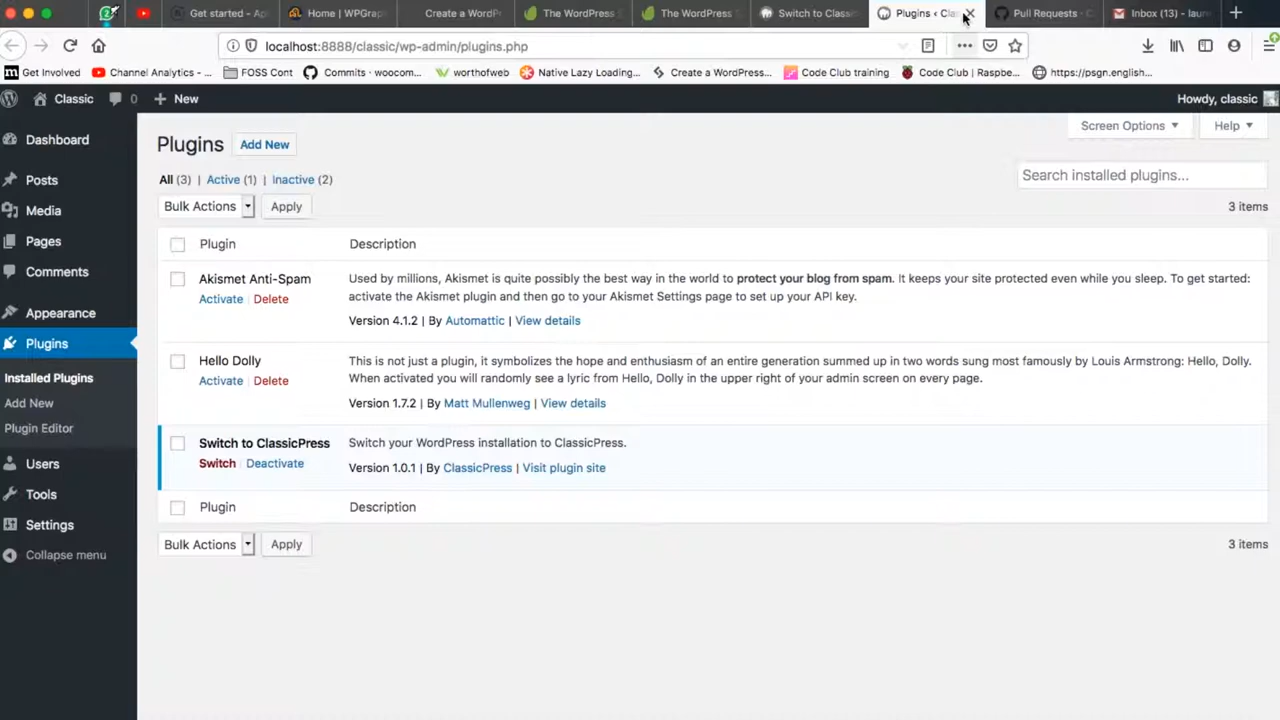 Get started - Ap
Home | WPGrap
Create a WordPr
The WordPress S
The WordPress S
Switch to Classic
Plugins ‹ Clas
Pull Requests · C
Inbox (13) - laun
localhost:8888/classic/wp-admin/plugins.php
Get Involved
Channel Analytics - ...
FOSS Cont
Commits · woocom...
worthofweb
Native Lazy Loading...
Create a WordPress...
Code Club training
Code Club | Raspbe...
https://psgn.english...
Classic
0
New
Howdy, classic
Dashboard
Posts
Media
Pages
Comments
Appearance
Plugins
Installed Plugins
Add New
Plugin Editor
Users
Tools
Settings
Collapse menu
Screen Options
Help
Plugins
Add New
All (3) | Active (1) | Inactive (2)
Search installed plugins...
Bulk Actions
Apply
3 items
Plugin
Description
Akismet Anti-Spam
Activate | Delete
Used by millions, Akismet is quite possibly the best way in the world to protect your blog from spam. It keeps your site protected even while you sleep. To get started:
activate the Akismet plugin and then go to your Akismet Settings page to set up your API key.
Version 4.1.2 | By Automattic | View details
Hello Dolly
Activate | Delete
This is not just a plugin, it symbolizes the hope and enthusiasm of an entire generation summed up in two words sung most famously by Louis Armstrong: Hello, Dolly.
When activated you will randomly see a lyric from Hello, Dolly in the upper right of your admin screen on every page.
Version 1.7.2 | By Matt Mullenweg | View details
Switch to ClassicPress
Switch | Deactivate
Switch your WordPress installation to ClassicPress.
Version 1.0.1 | By ClassicPress | Visit plugin site
Plugin
Description
Bulk Actions
Apply
3 items